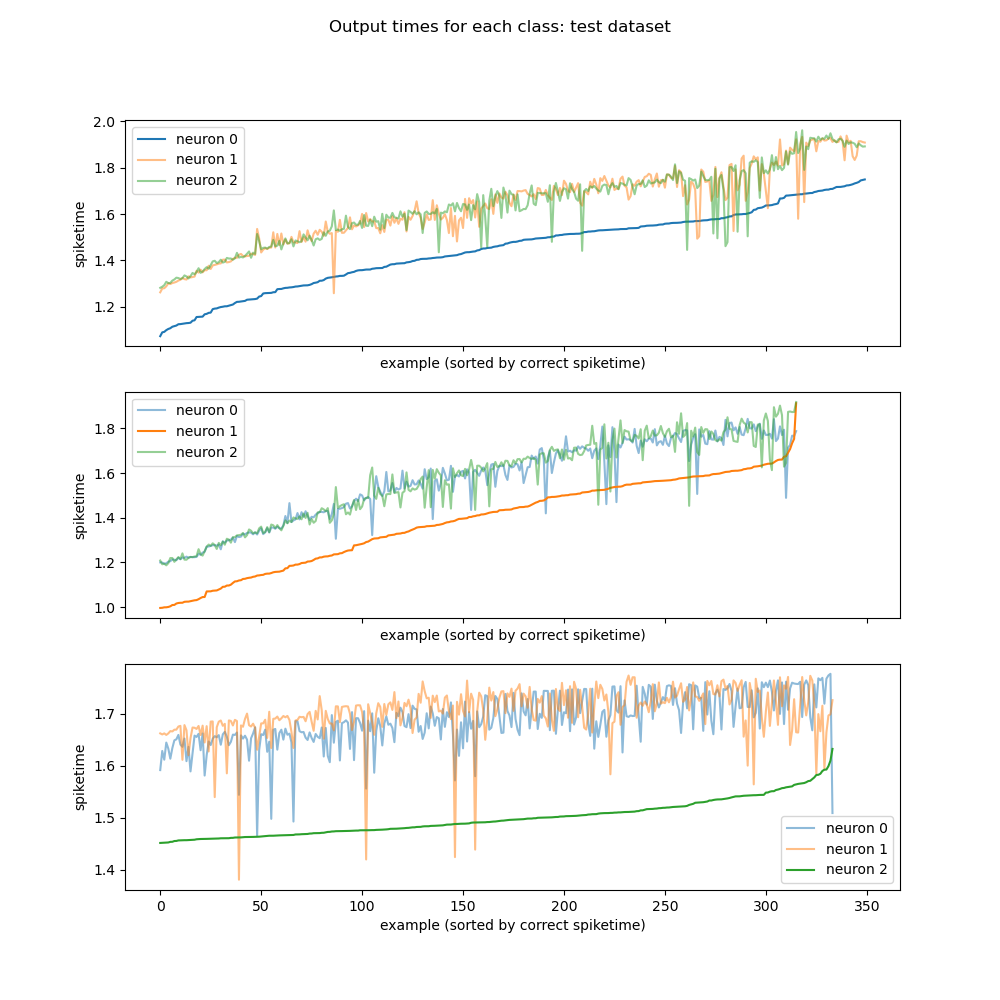 Output times for each class: test dataset
2.0
1.8
1.6
1.4
1.2
spiketime
neuron 0
neuron 1
neuron 2
example (sorted by correct spiketime)
1.8
1.6
1.4
1.2
1.0
spiketime
neuron 0
neuron 1
neuron 2
example (sorted by correct spiketime)
1.7
1.6
1.5
1.4
spiketime
neuron 0
neuron 1
neuron 2
0 50 100 150 200 250 300 350
example (sorted by correct spiketime)